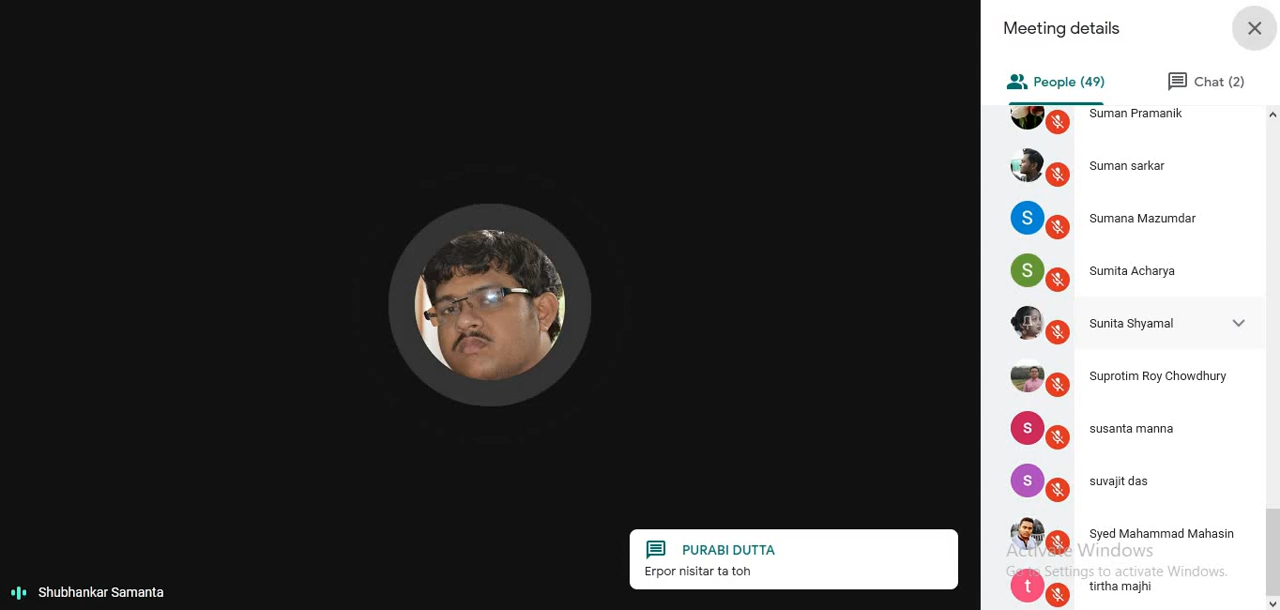 Meeting details
People (49)
Chat (2)
Suman Pramanik
Suman sarkar
S
Sumana Mazumdar
S
Sumita Acharya
Sunita Shyamal
Suprotim Roy Chowdhury
s
susanta manna
s
suvajit das
Syed Mahammad Mahasin
Activate Windows
Go to Settings to activate Windows.
t
tirtha majhi
PURABI DUTTA
Erpor nisitar ta toh
Shubhankar Samanta